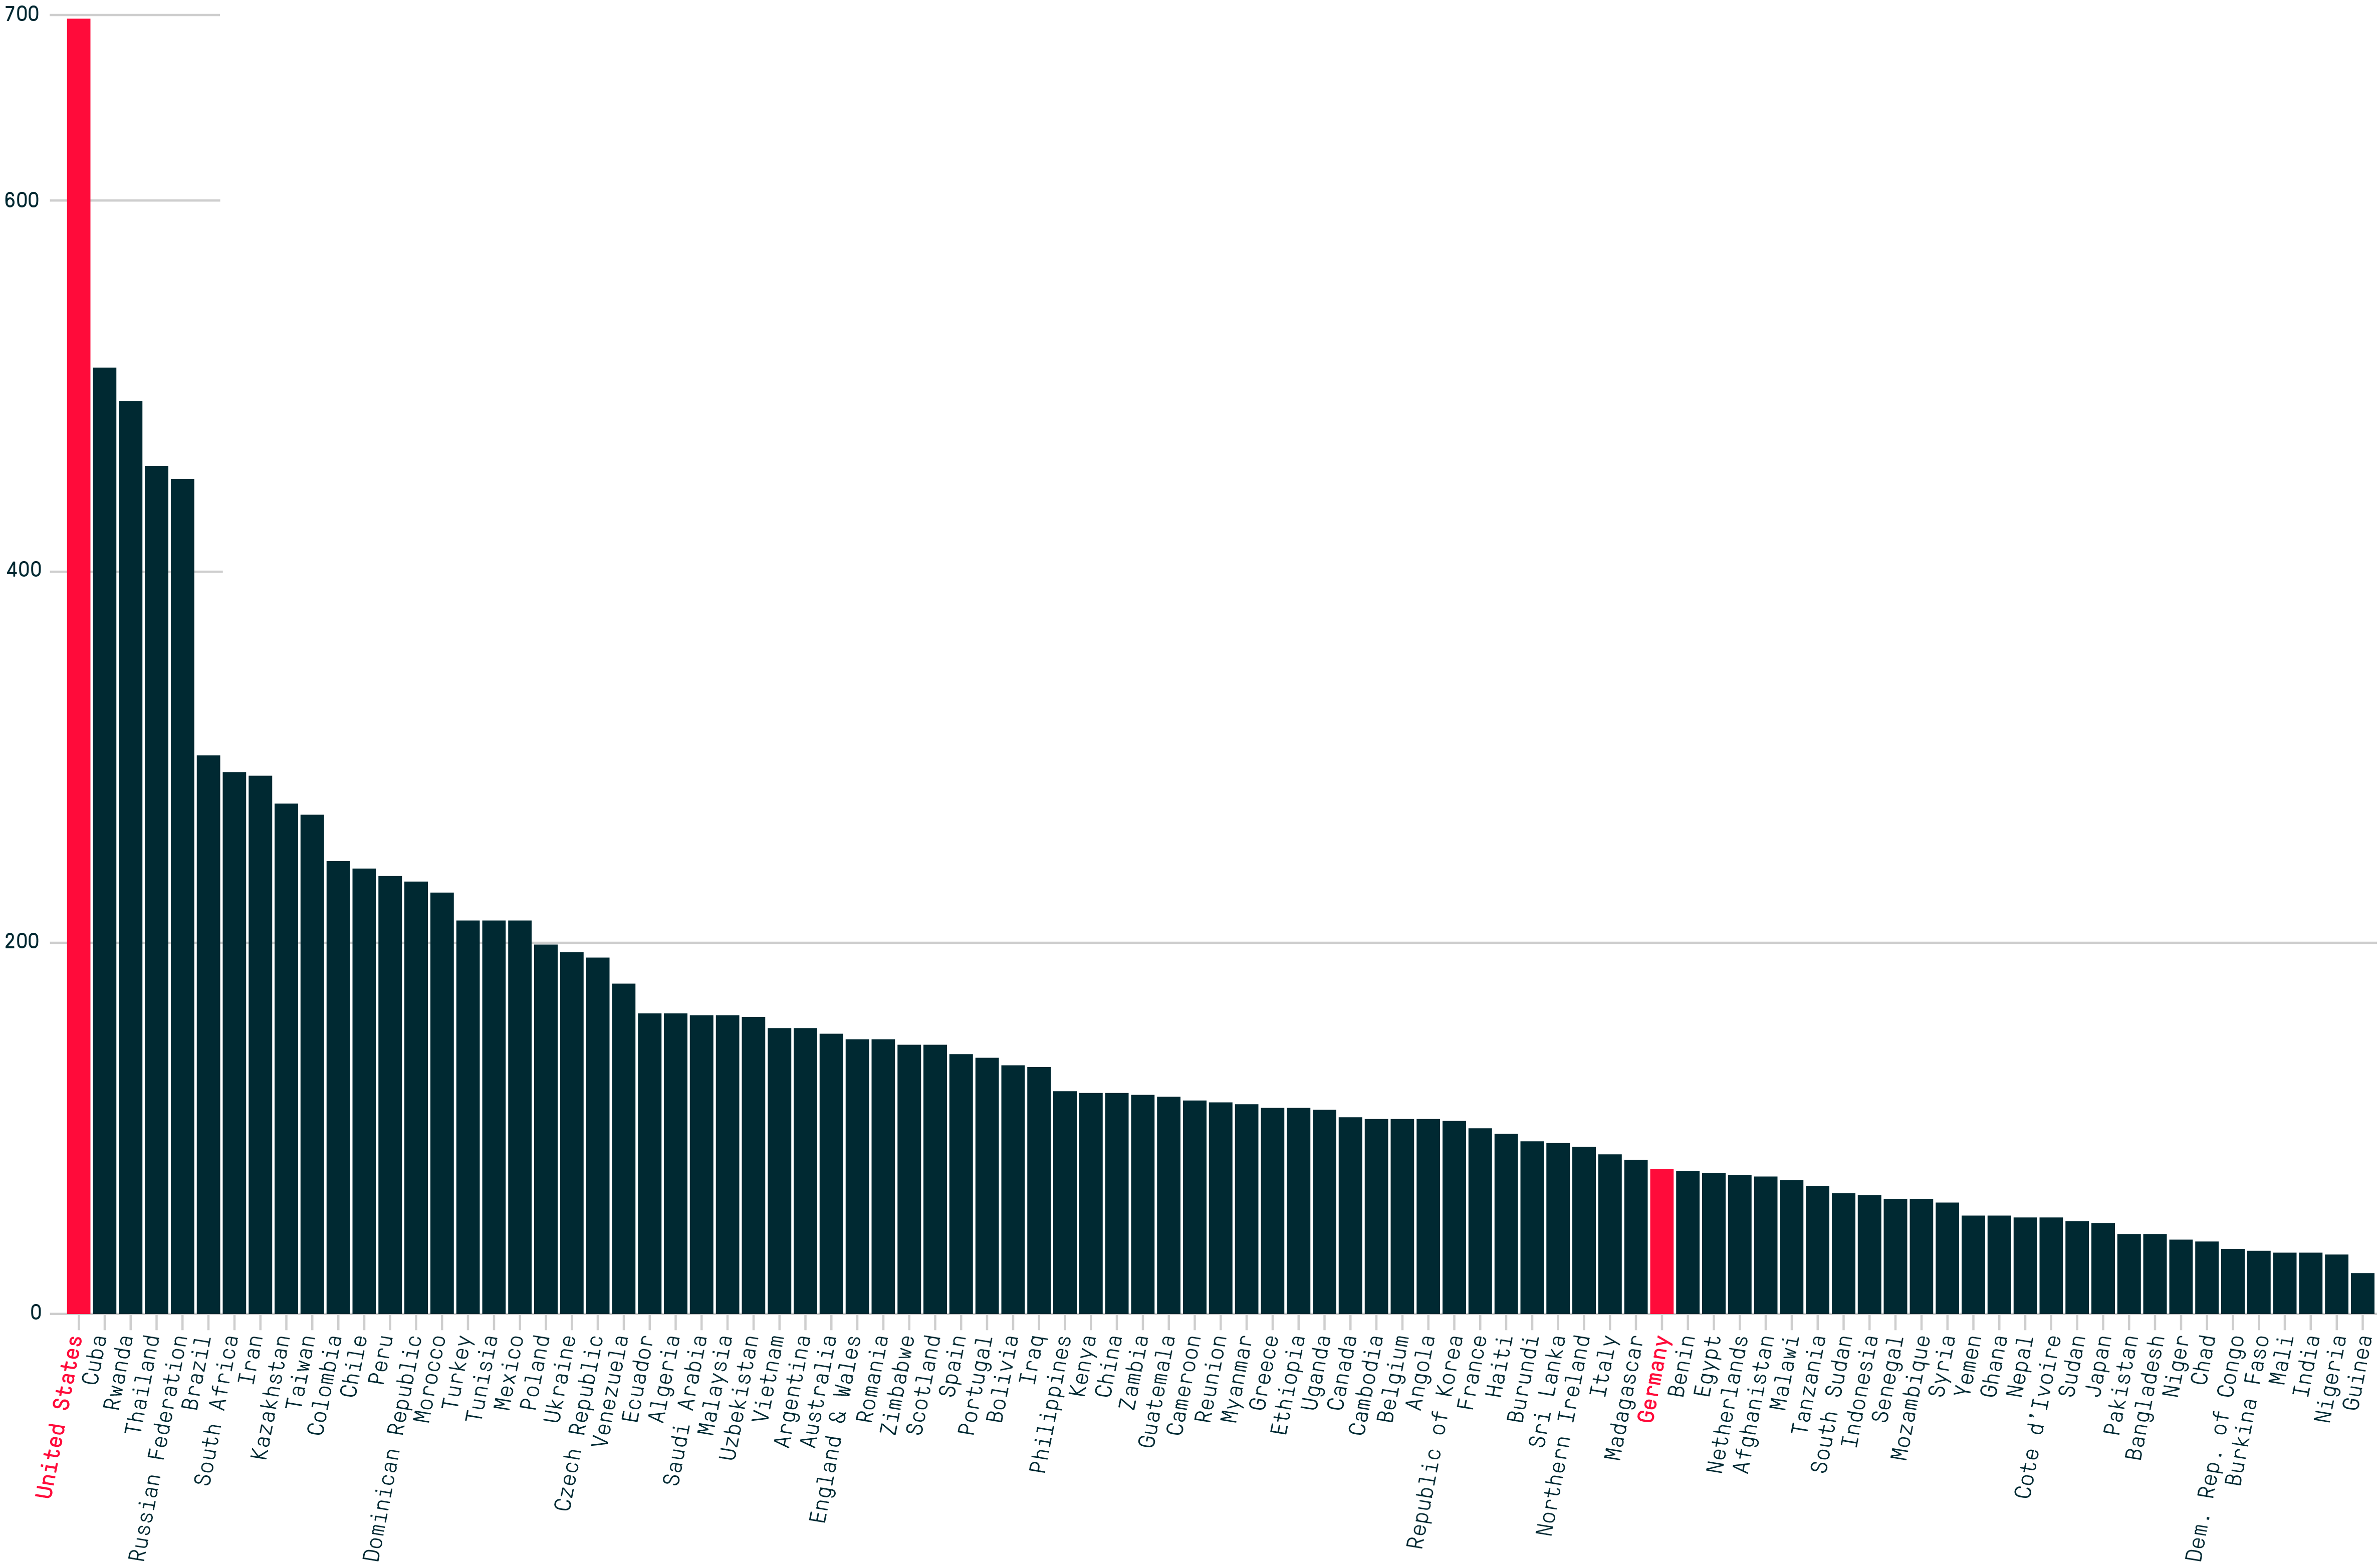 700
600
400
200
0
United States
Cuba
Rwanda
Thailand
Russian Federation
Brazil
South Africa
Iran
Kazakhstan
Taiwan
Colombia
Chile
Peru
Dominican Republic
Morocco
Turkey
Tunisia
Mexico
Poland
Ukraine
Czech Republic
Venezuela
Ecuador
Algeria
Saudi Arabia
Malaysia
Uzbekistan
Vietnam
Argentina
Australia
England & Wales
Romania
Zimbabwe
Scotland
Spain
Portugal
Bolivia
Iraq
Philippines
Kenya
China
Zambia
Guatemala
Cameroon
Reunion
Myanmar
Greece
Ethiopia
Uganda
Canada
Cambodia
Belgium
Angola
Republic of Korea
France
Haiti
Burundi
Sri Lanka
Northern Ireland
Italy
Madagascar
Germany
Benin
Egypt
Netherlands
Afghanistan
Malawi
Tanzania
South Sudan
Indonesia
Senegal
Mozambique
Syria
Yemen
Ghana
Nepal
Cote d'Ivoire
Sudan
Japan
Pakistan
Bangladesh
Niger
Chad
Dem. Rep. of Congo
Burkina Faso
Mali
India
Nigeria
Guinea